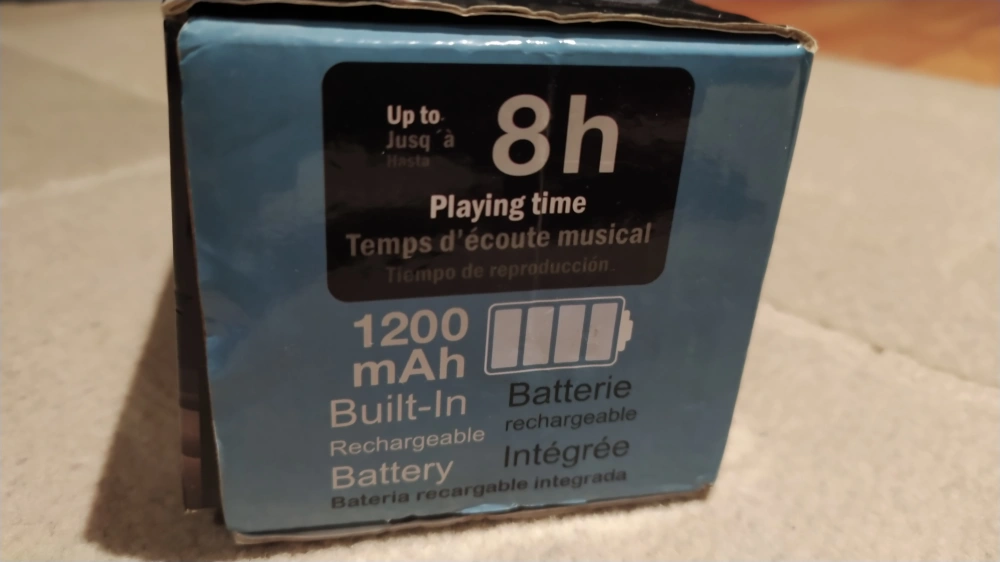 Up to
Jusq´à
Hasta
8h
Playing time
Temps d'écoute musical
Tiempo de reproducción.
1200
mAh
Built-In
Rechargeable
Battery
Batterie
rechargeable
Intégrée
Bateria recargable integrada